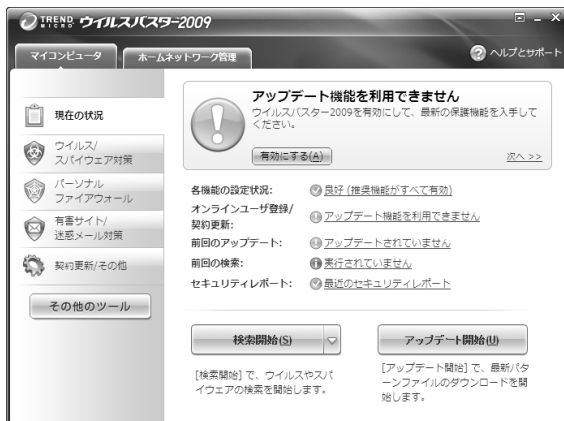 TREND MICRO ウイルスバスター2009
マイコンピュータ
ホームネットワーク管理
ヘルプとサポート
現在の状況
ウイルス/
スパイウェア対策
パーソナル
ファイアウォール
有害サイト/
迷惑メール対策
契約更新/その他
その他のツール
アップデート機能を利用できません
ウイルスバスター2009を有効にして、最新の保護機能を入手して
ください。
有効にする(A)
次へ >>
各機能の設定状況: 良好 (推奨機能がすべて有効)
オンラインユーザ登録/
契約更新: アップデート機能を利用できません
前回のアップデート: アップデートされていません
前回の検索: 実行されていません
セキュリティレポート: 最近のセキュリティレポート
検索開始(S)
[検索開始] で、ウイルスやスパ
イウェアの検索を開始します。
アップデート開始(U)
[アップデート開始] で、最新パタ
ーンファイルのダウンロードを開
始します。